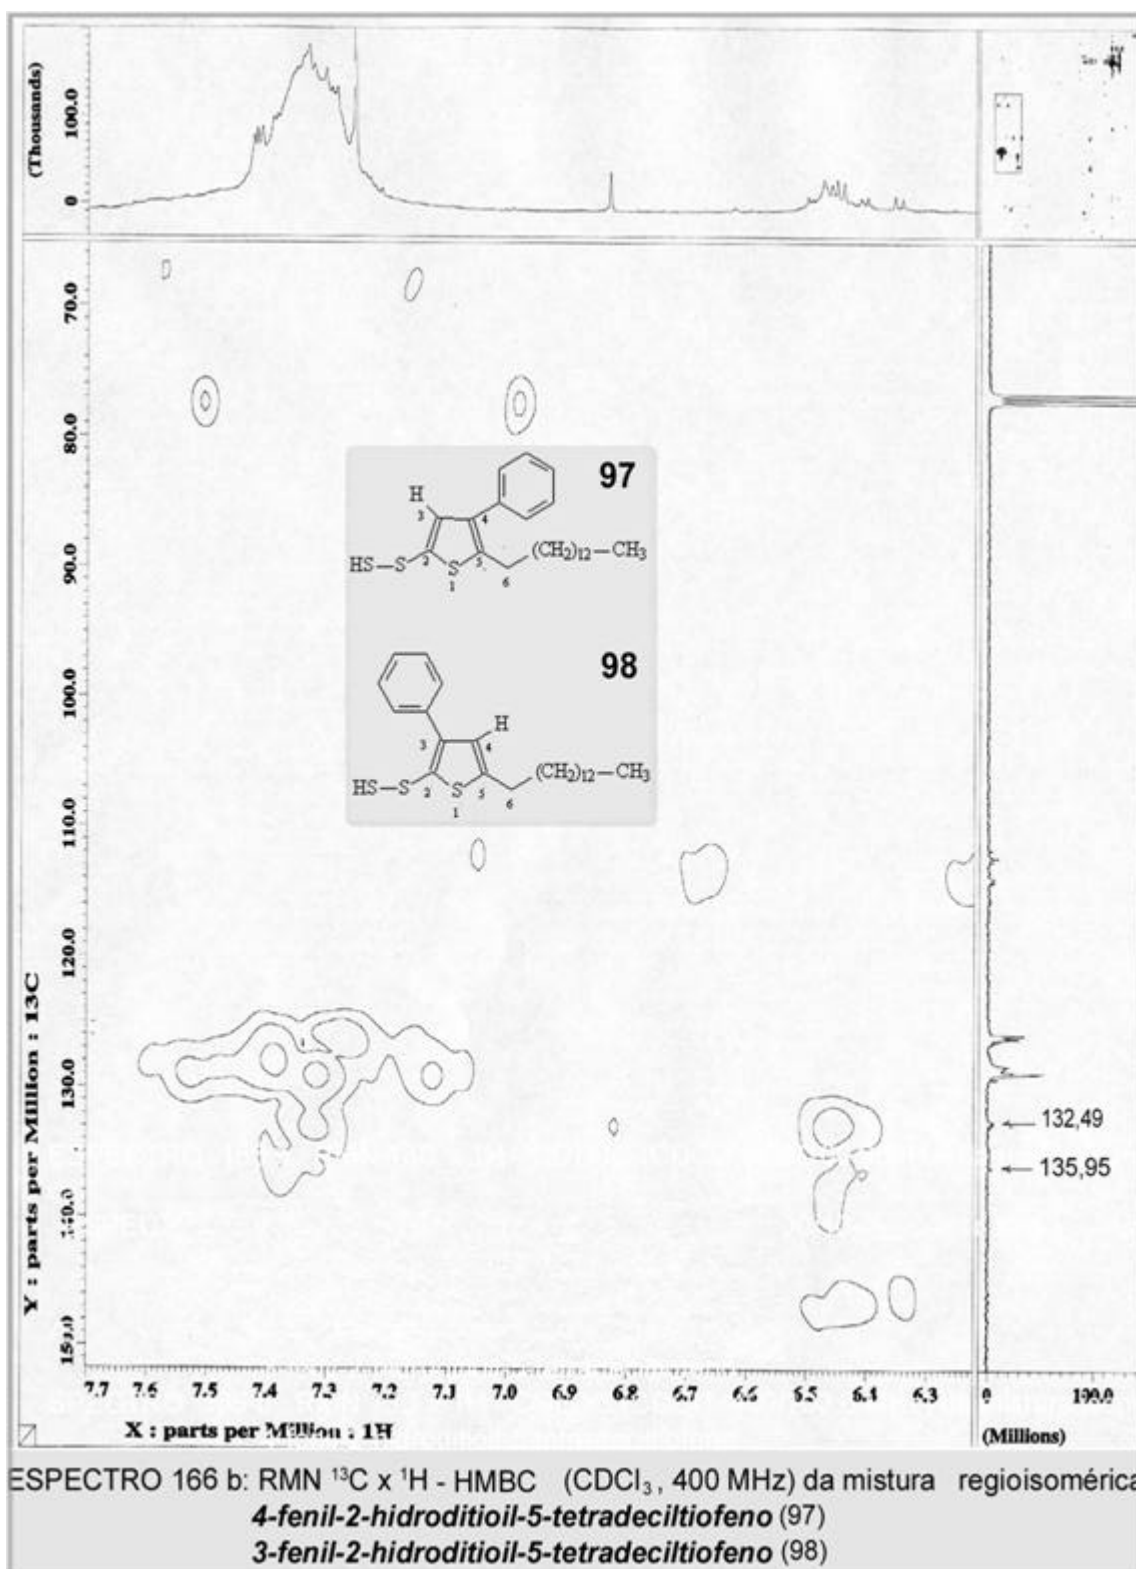 (Thousands)
100.0
0
70.0
80.0
90.0
100.0
110.0
120.0
130.0
140.0
150.0
Y : parts per Million : 13C
97
H
3
4
(CH₂)₁₂—CH₃
HS—S
2
S
5
6
1
98
H
3
4
(CH₂)₁₂—CH₃
HS—S
2
S
5
6
1
132,49
135,95
7.7 7.6 7.5 7.4 7.3 7.2 7.1 7.0 6.9 6.8 6.7 6.5 6.4 6.3
0 100.0
X : parts per Million : 1H
(Millions)
ESPECTRO 166 b: RMN ¹³C x ¹H - HMBC (CDCl₃, 400 MHz) da mistura regioisomérica
4-fenil-2-hidroditioil-5-tetradeciltiofeno (97)
3-fenil-2-hidroditioil-5-tetradeciltiofeno (98)